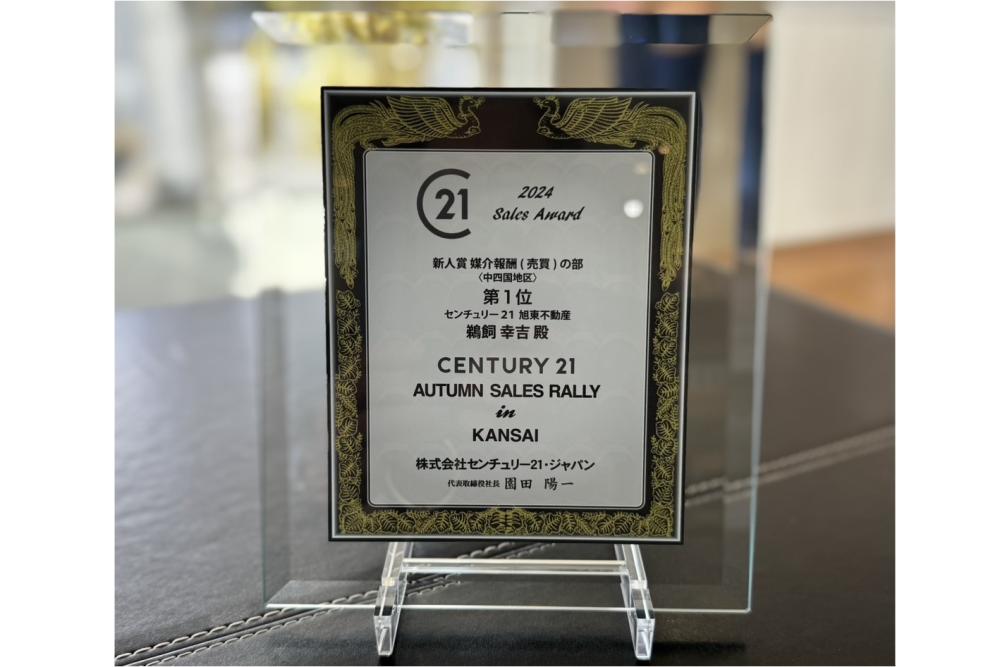 C21
2024
Sales Award
新人賞 媒介報酬(売買)の部
〈中四国地区〉
第1位
センチュリー21 旭東不動産
鵜飼 幸吉 殿
CENTURY 21
AUTUMN SALES RALLY
in
KANSAI
株式会社センチュリー21・ジャパン
代表取締役社長 園田 陽一